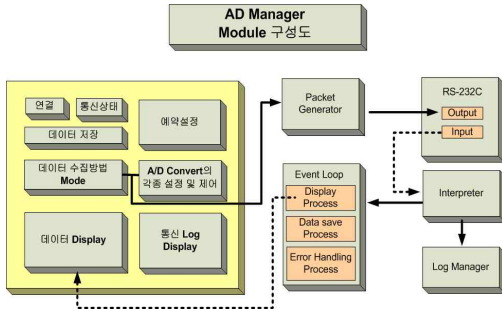 AD Manager
Module 구성도
연결
통신상태
데이터 저장
예약설정
데이터 수집방법
Mode
A/D Convert의
각종 설정 및 제어
데이터 Display
통신 Log
Display
Packet
Generator
RS-232C
Output
Input
Event Loop
Display
Process
Data save
Process
Error Handling
Process
Interpreter
Log Manager